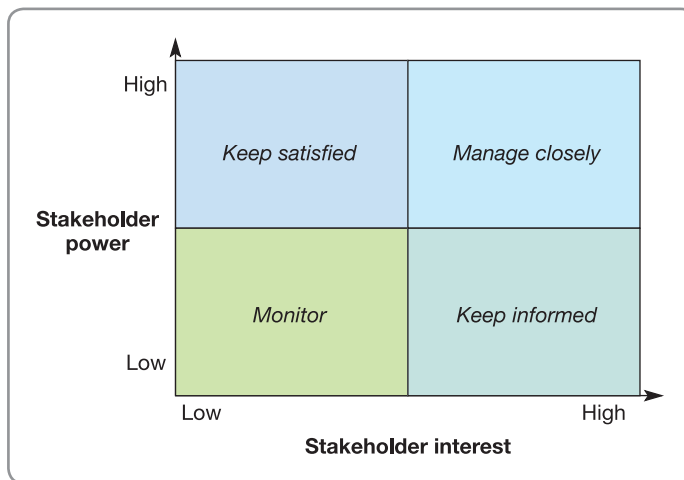 High
Keep satisfied
Manage closely
Stakeholder
power
Monitor
Keep informed
Low
Low
High
Stakeholder interest